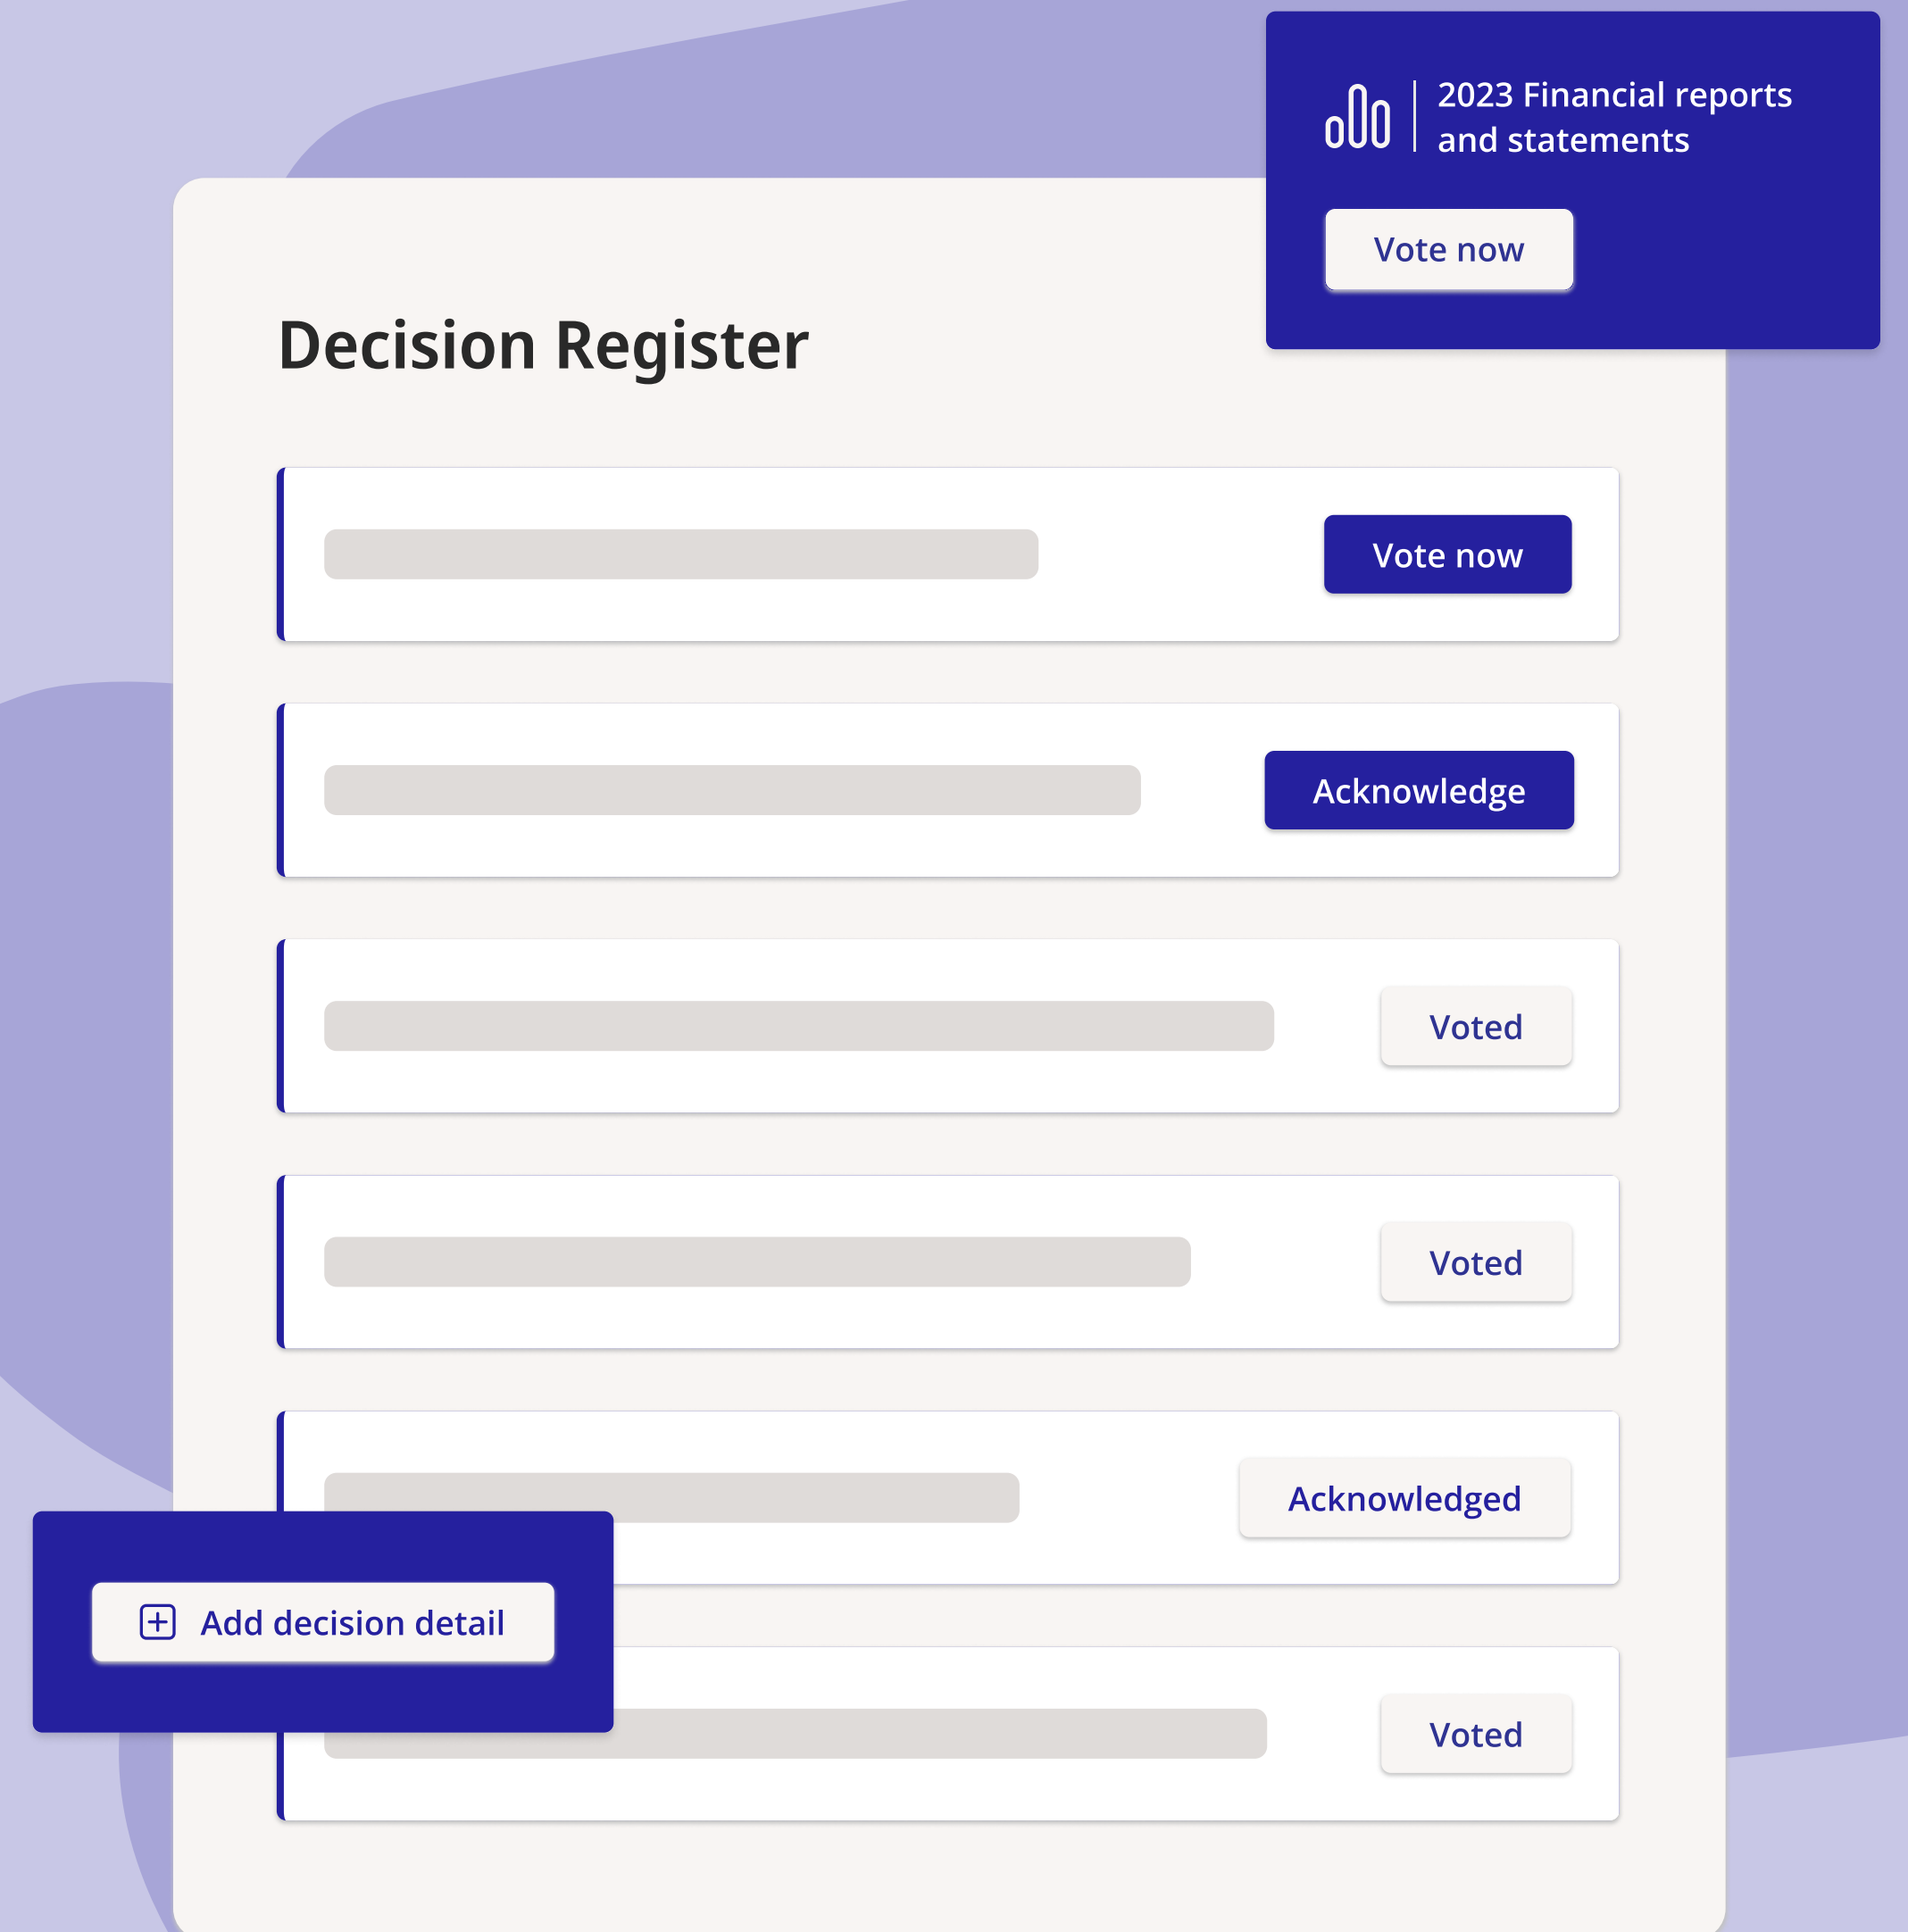 2023 Financial reports
and statements
Vote now
Decision Register
Vote now
Acknowledge
Voted
Voted
Acknowledged
Add decision detail
Voted